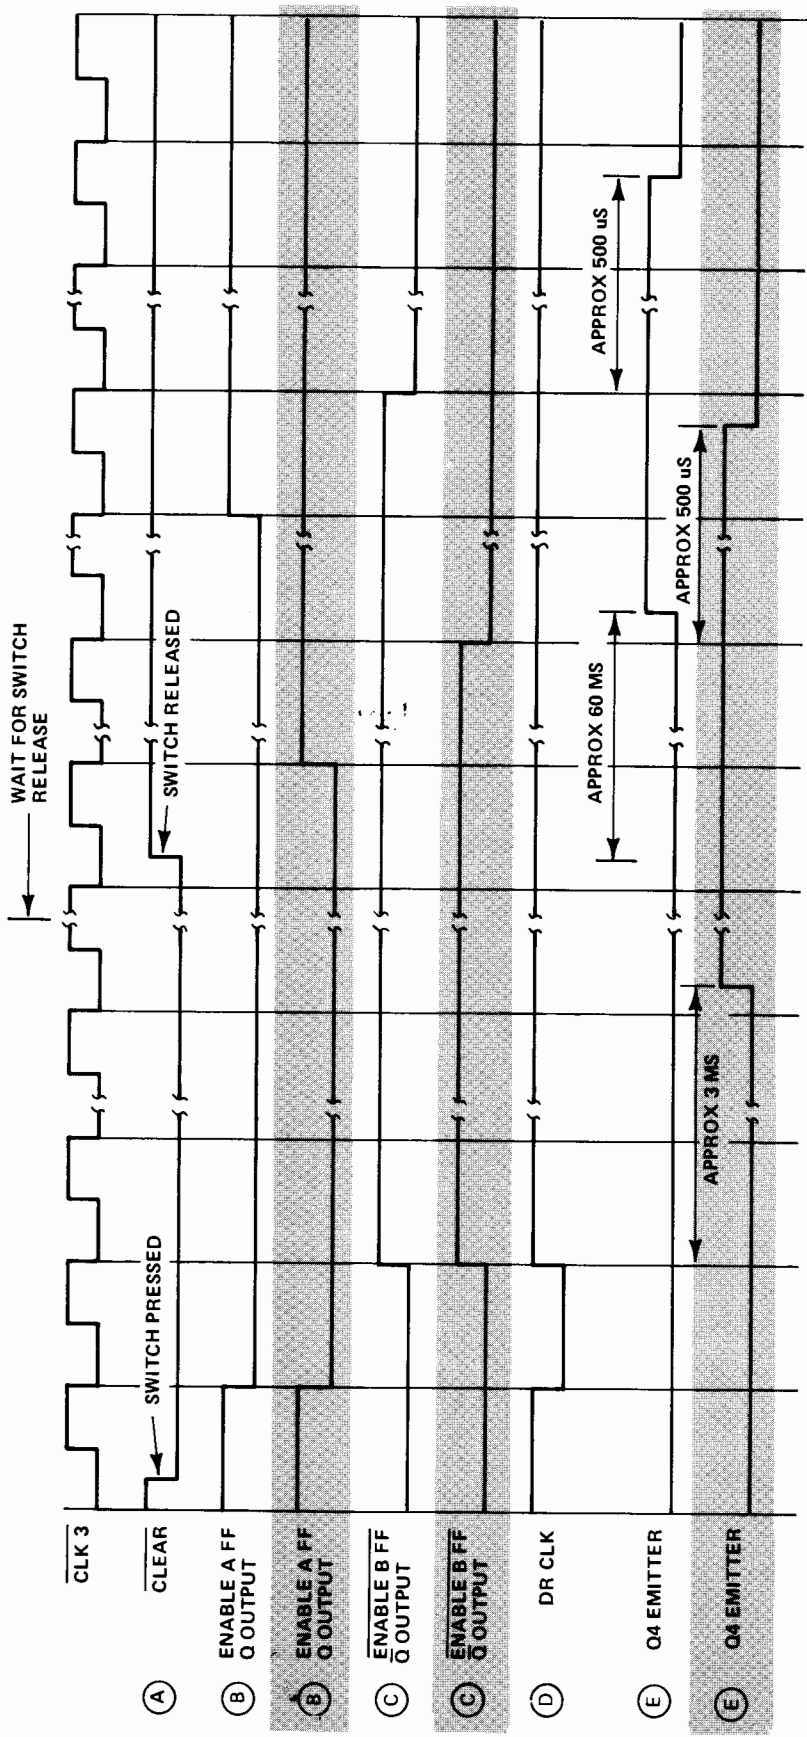 WAIT FOR SWITCH
RELEASE
CLK 3
A
CLEAR
SWITCH PRESSED
SWITCH RELEASED
B
ENABLE A FF
Q OUTPUT
B
ENABLE A FF
Q OUTPUT
C
ENABLE B FF
Q OUTPUT
C
ENABLE B FF
Q OUTPUT
D
DR CLK
E
Q4 EMITTER
APPROX 60 MS
APPROX 500 uS
E
Q4 EMITTER
APPROX 3 MS
APPROX 500 uS